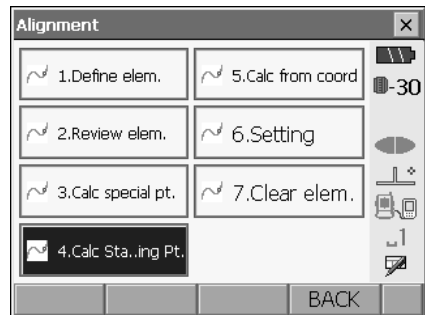 Alignment
1.Define elem.
2.Review elem.
3.Calc special pt.
4.Calc Sta..ing Pt.
5.Calc from coord
6.Setting
7.Clear elem.
-30
1
BACK